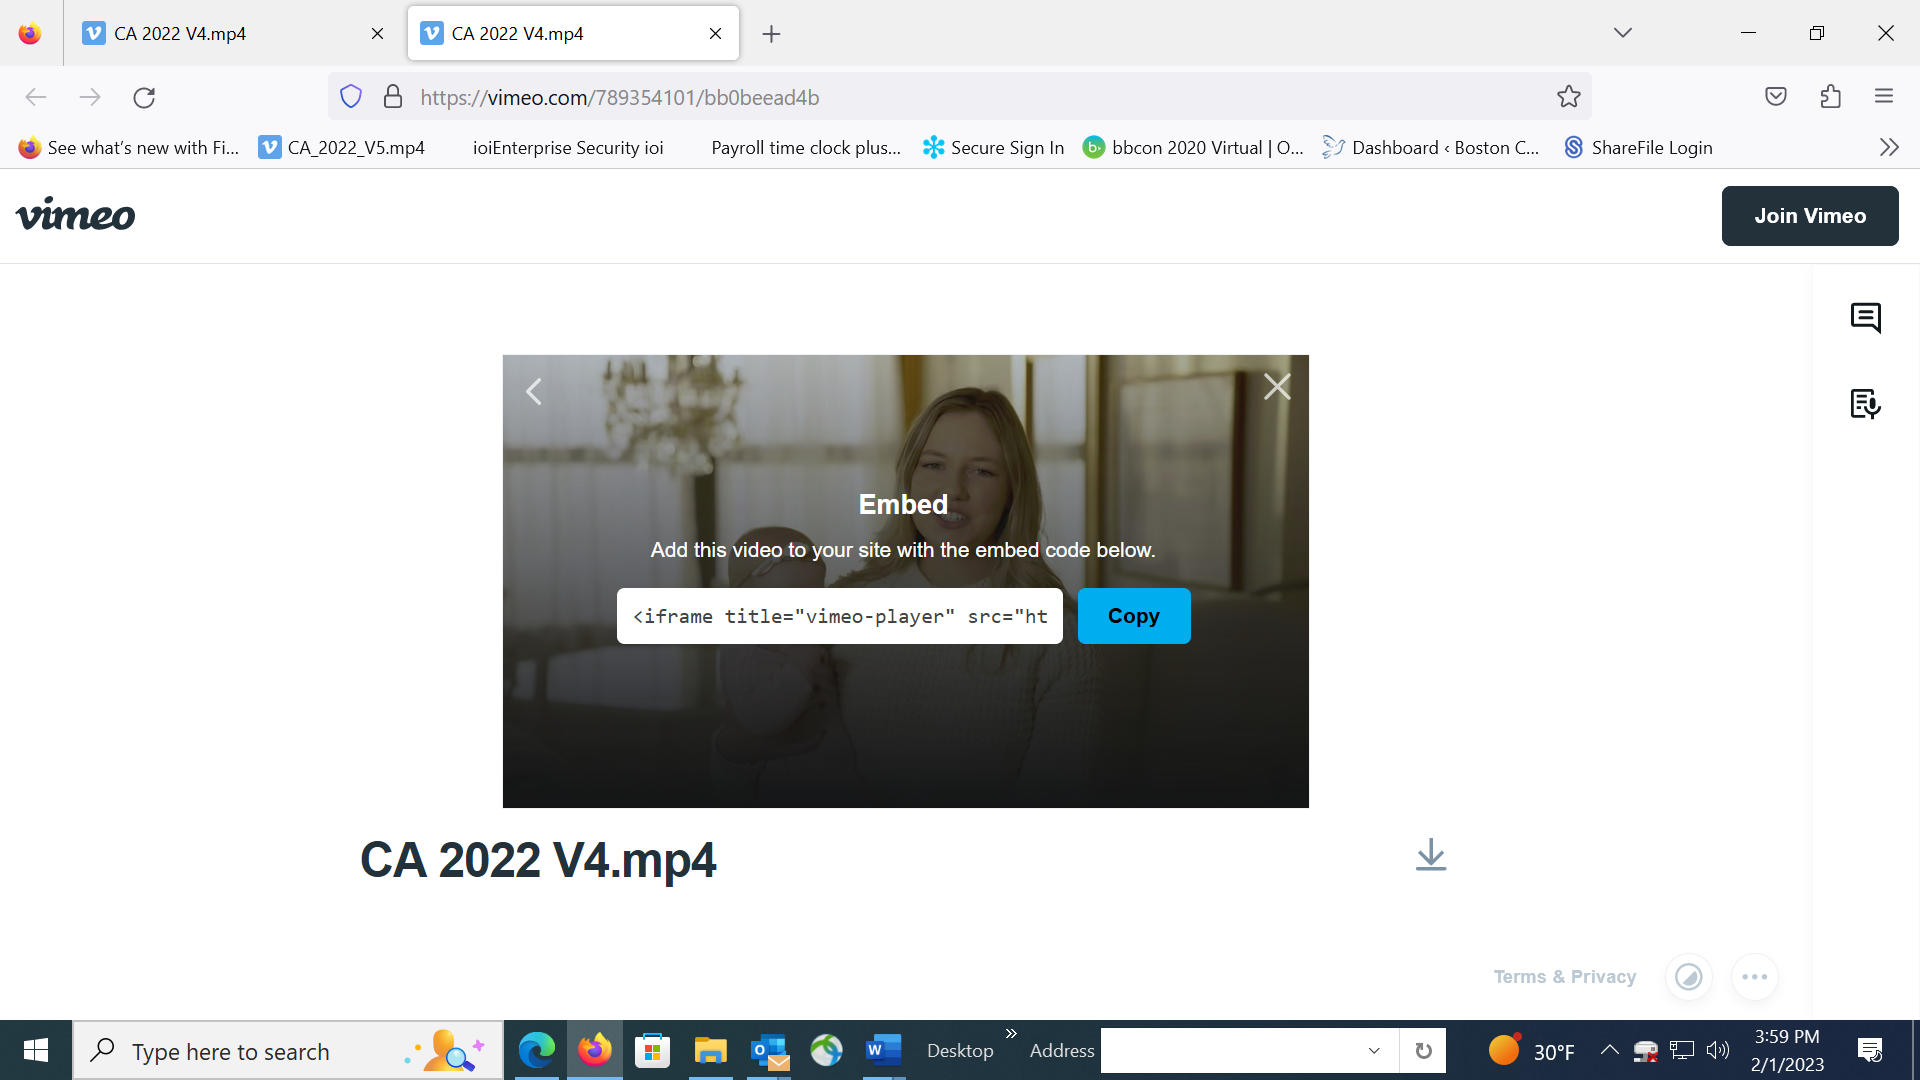 CA 2022 V4.mp4
CA 2022 V4.mp4
https://vimeo.com/789354101/bb0beead4b
See what's new with Fi...
CA_2022_V5.mp4
ioiEnterprise Security ioi
Payroll time clock plus...
Secure Sign In
b·
bbcon 2020 Virtual | O...
Dashboard ‹ Boston C...
ShareFile Login
vimeo
Join Vimeo
Embed
Add this video to your site with the embed code below.
<iframe title="vimeo-player" src="ht
Copy
CA 2022 V4.mp4
Terms & Privacy
Type here to search
Desktop
Address
30°F
3:59 PM
2/1/2023